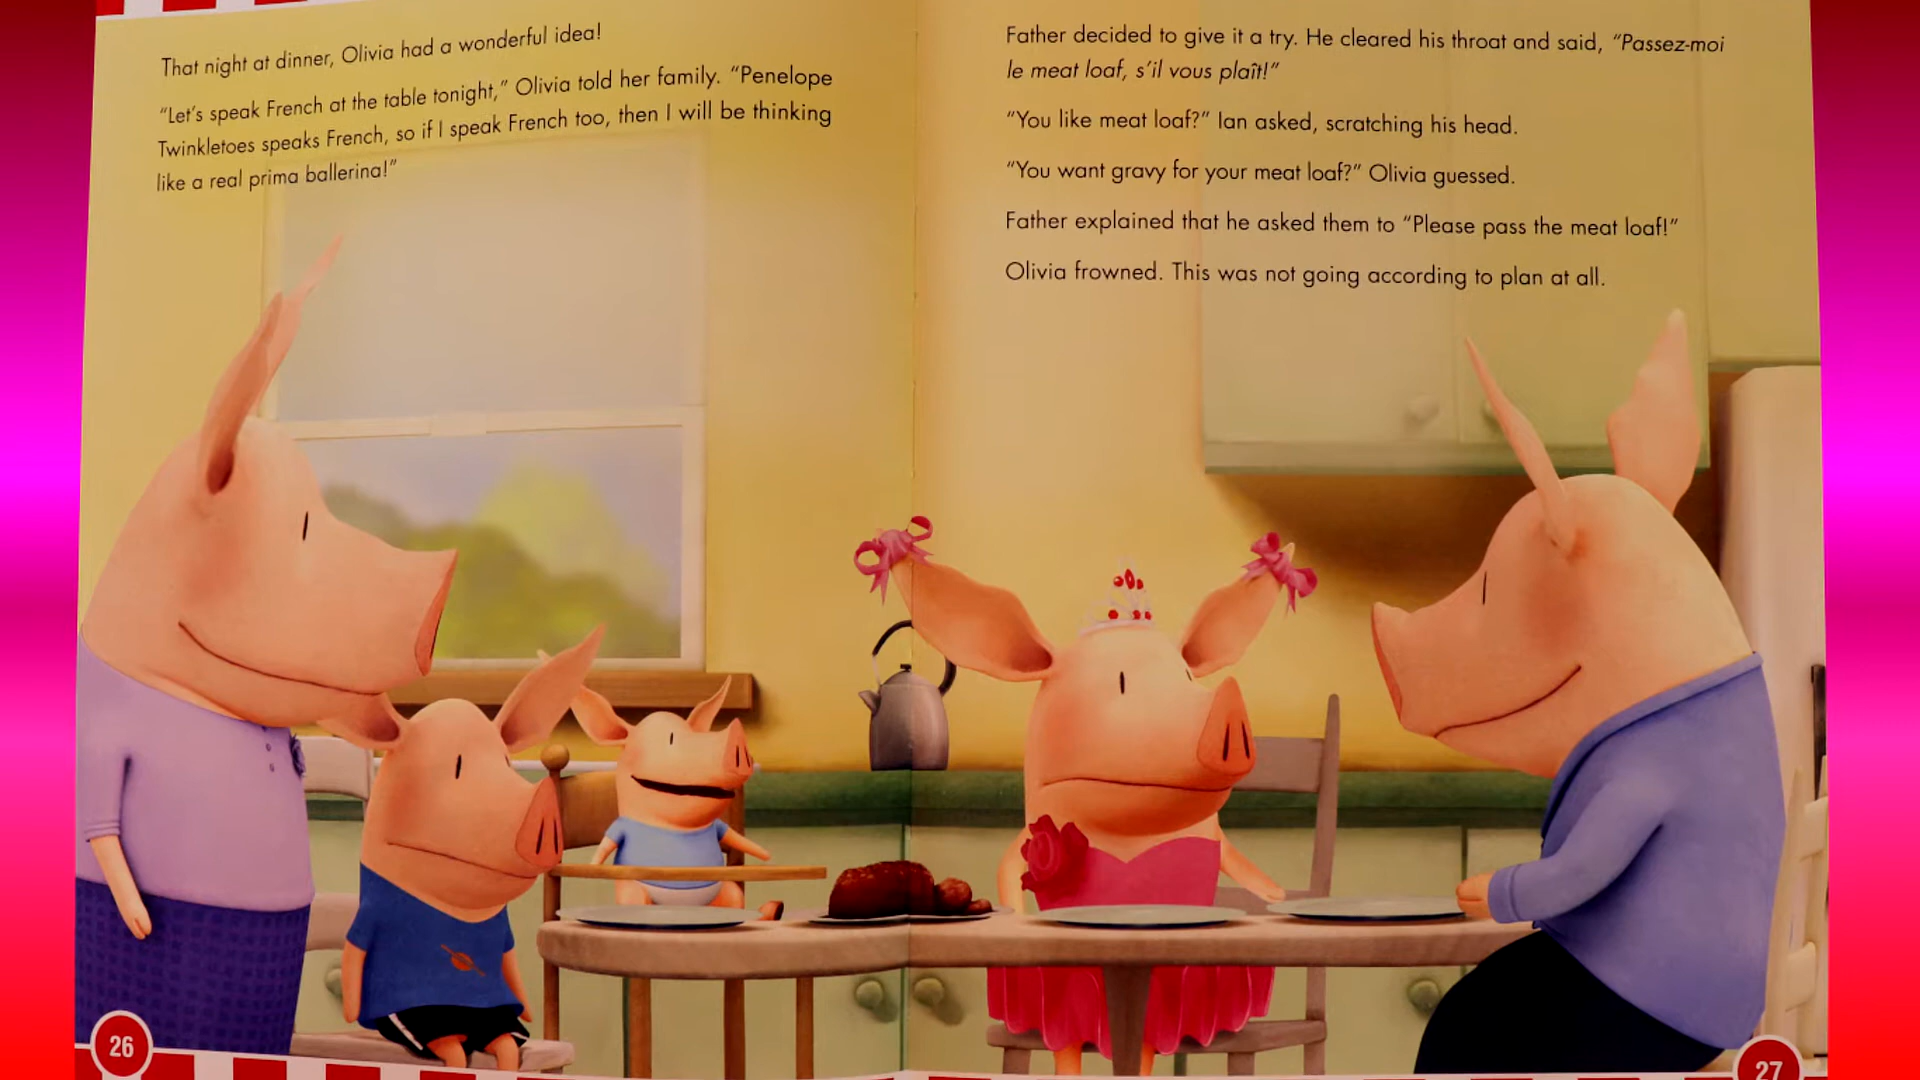 That night at dinner, Olivia had a wonderful idea!
“Let’s speak French at the table tonight,” Olivia told her family. “Penelope
Twinkletoes speaks French, so if I speak French too, then I will be thinking
like a real prima ballerina!”
Father decided to give it a try. He cleared his throat and said, “Passez-moi
le meat loaf, s’il vous plaît!”
“You like meat loaf?” Ian asked, scratching his head.
“You want gravy for your meat loaf?” Olivia guessed.
Father explained that he asked them to “Please pass the meat loaf!”
Olivia frowned. This was not going according to plan at all.
26
27